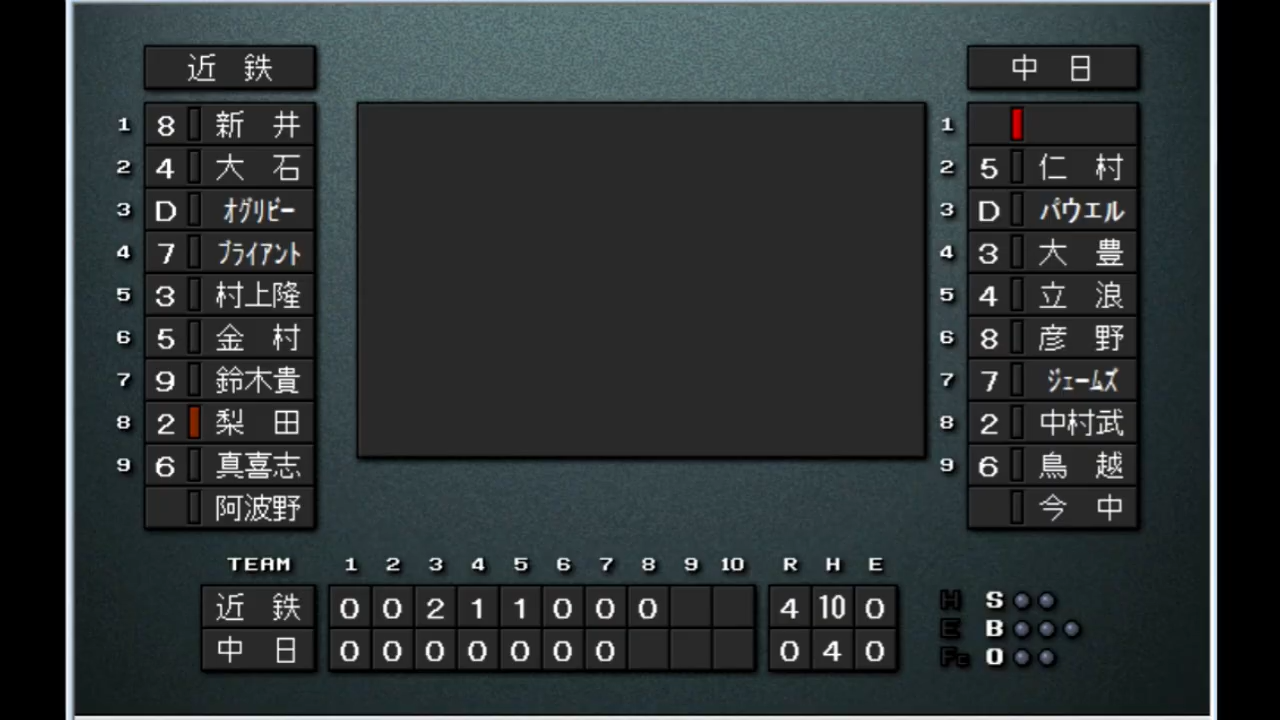 近 鉄
1 8 新 井
2 4 大 石
3 D オグリビー
4 7 ブライアント
5 3 村上隆
6 5 金 村
7 9 鈴木貴
8 2 梨 田
9 6 真喜志
阿波野
中 日
1
2 5 仁 村
3 D パウエル
4 3 大 豊
5 4 立 浪
6 8 彦 野
7 7 ジェームズ
8 2 中村武
9 6 鳥 越
今 中
TEAM 1 2 3 4 5 6 7 8 9 10 R H E
近 鉄 0 0 2 1 1 0 0 0 4 10 0
中 日 0 0 0 0 0 0 0 0 4 0
H S
E B
Fc O